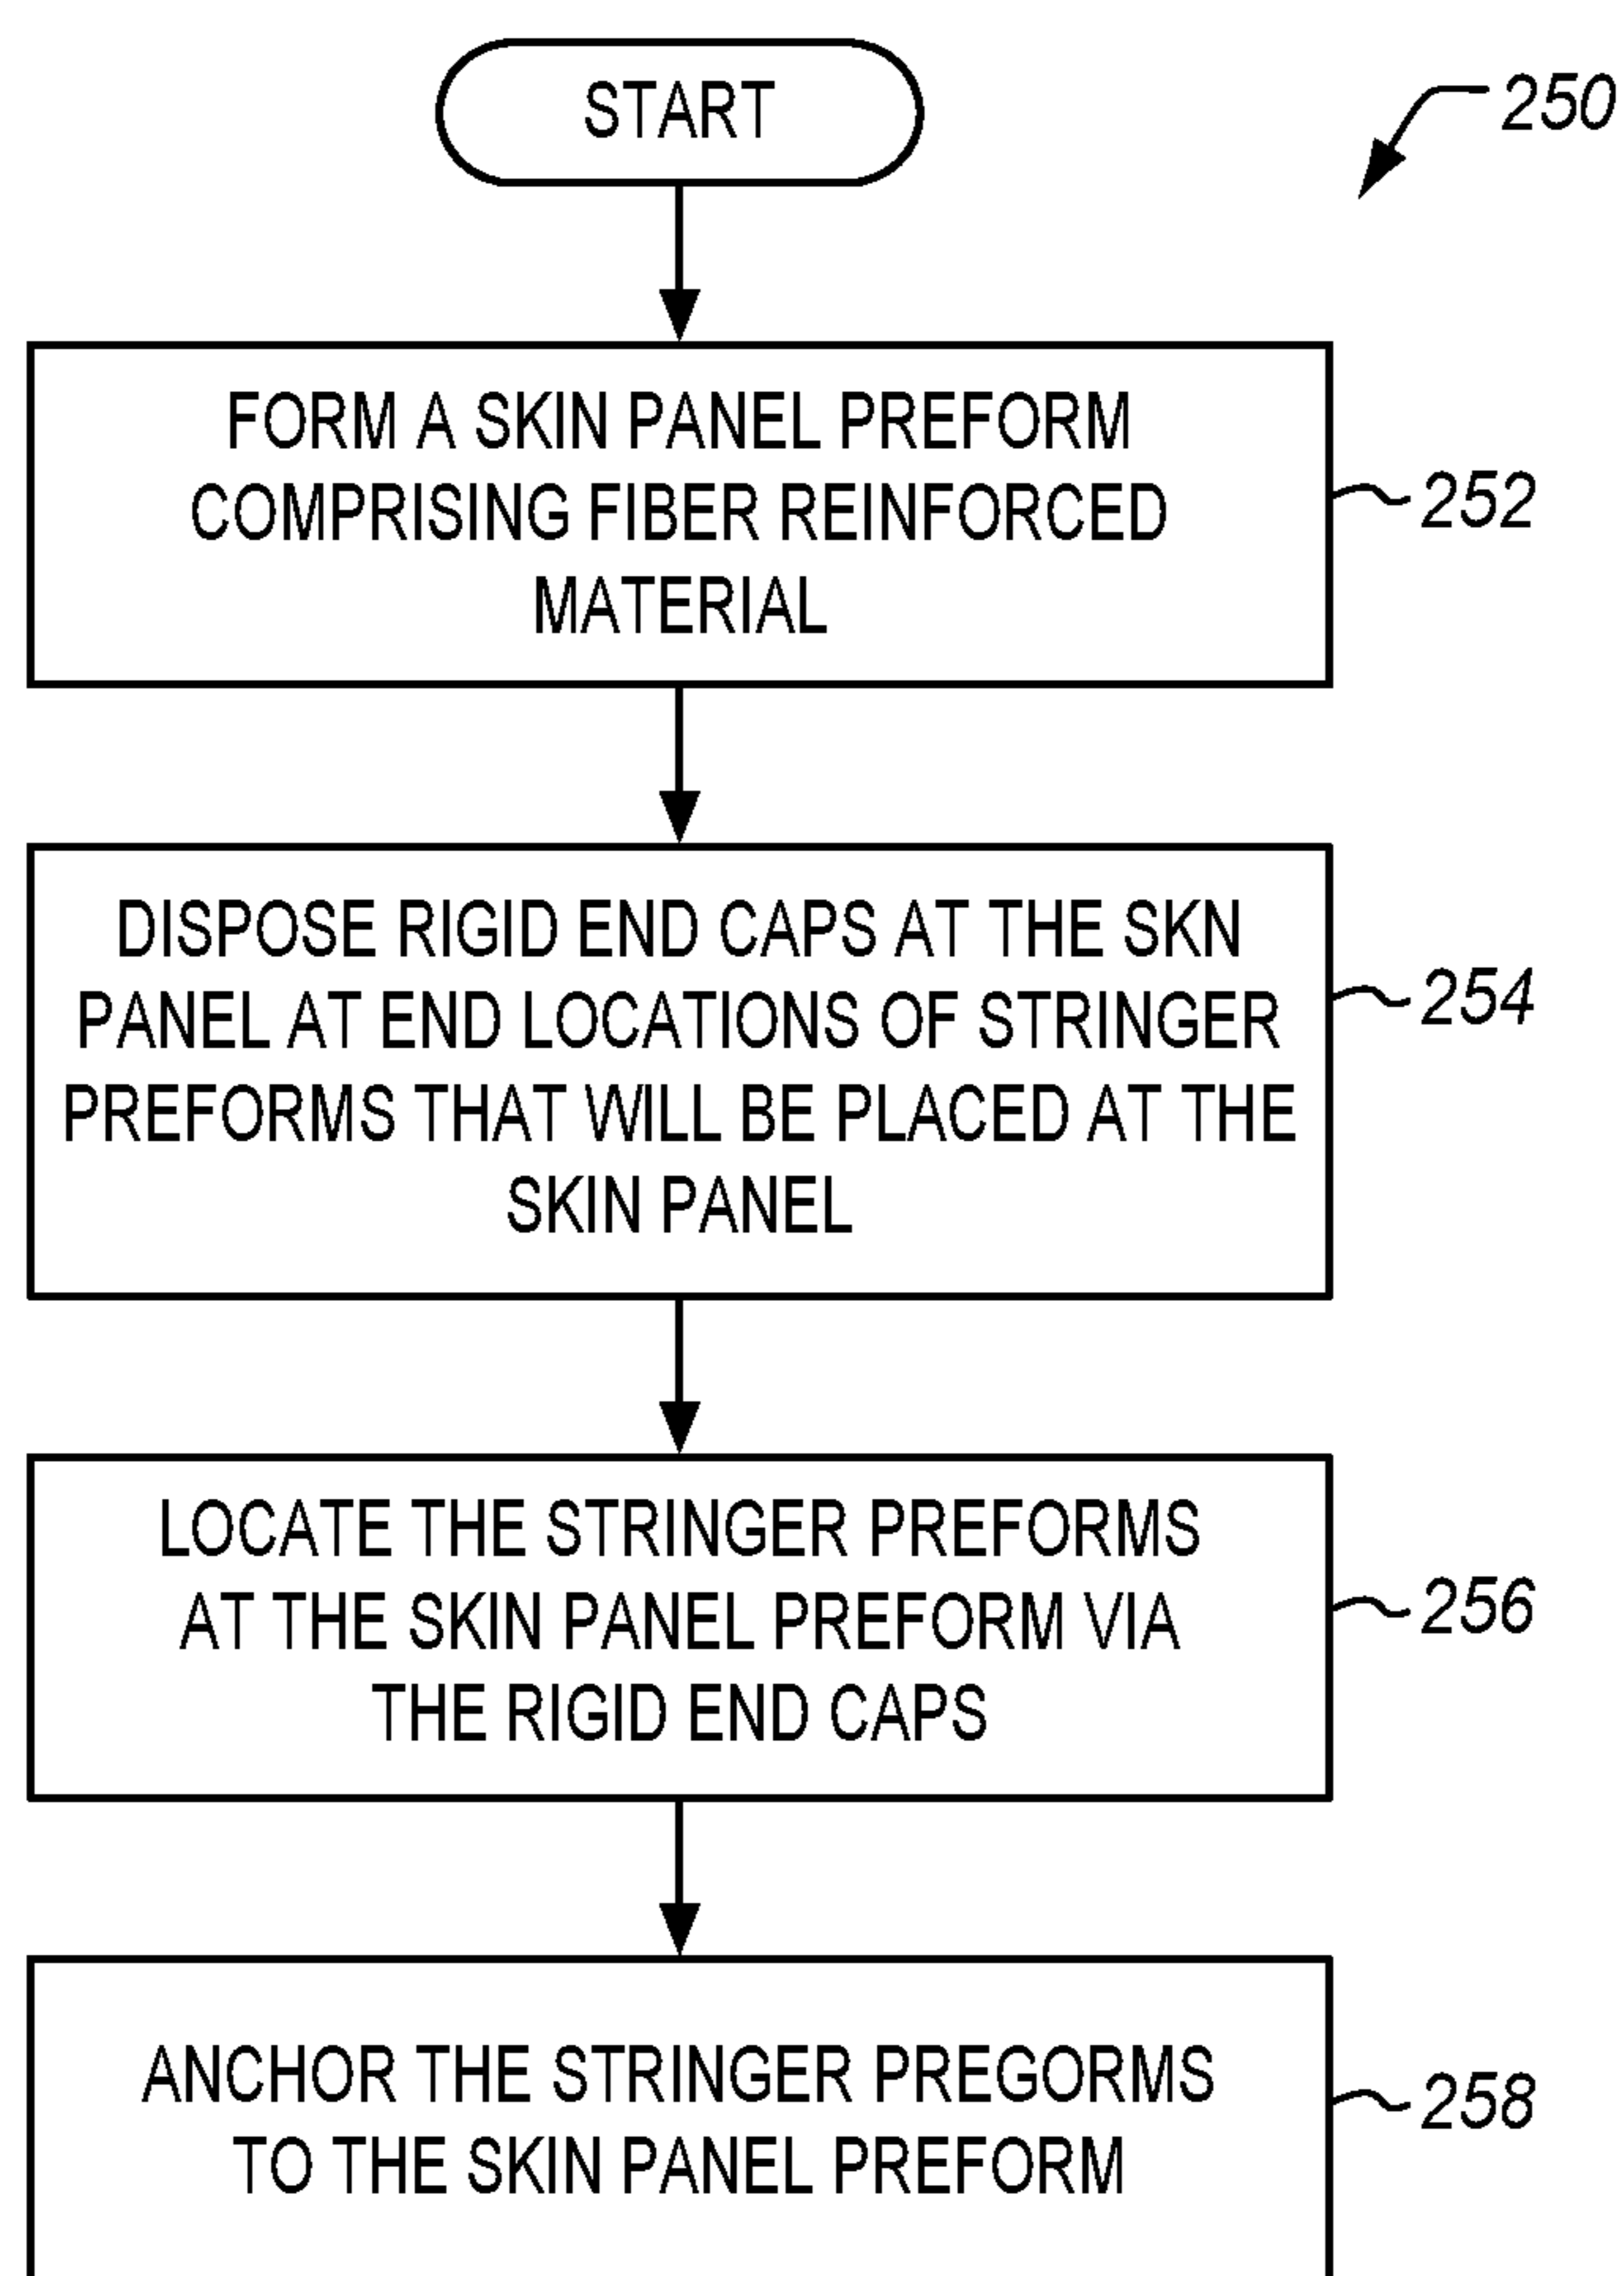 START
250
FORM A SKIN PANEL PREFORM
COMPRISING FIBER REINFORCED
MATERIAL
252
DISPOSE RIGID END CAPS AT THE SKN
PANEL AT END LOCATIONS OF STRINGER
PREFORMS THAT WILL BE PLACED AT THE
SKIN PANEL
254
LOCATE THE STRINGER PREFORMS
AT THE SKIN PANEL PREFORM VIA
THE RIGID END CAPS
256
ANCHOR THE STRINGER PREGORMS
TO THE SKIN PANEL PREFORM
258